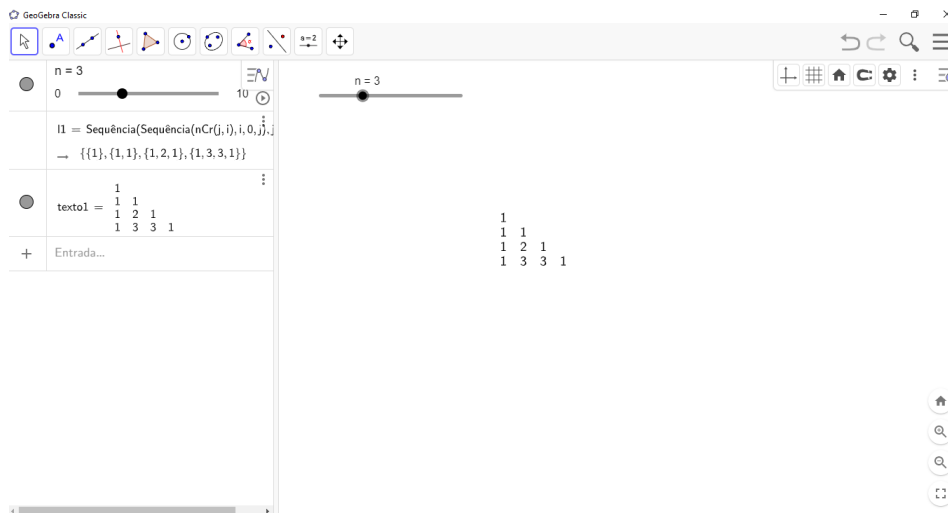 GeoGebra Classic
a=2
n = 3
0
10
l1 = Sequência(Sequência(nCr(j, i), i, 0, j), j
→ {{1}, {1, 1}, {1, 2, 1}, {1, 3, 3, 1}}
texto1 =
1
1 1
1 2 1
1 3 3 1
Entrada...
n = 3
1
1 1
1 2 1
1 3 3 1